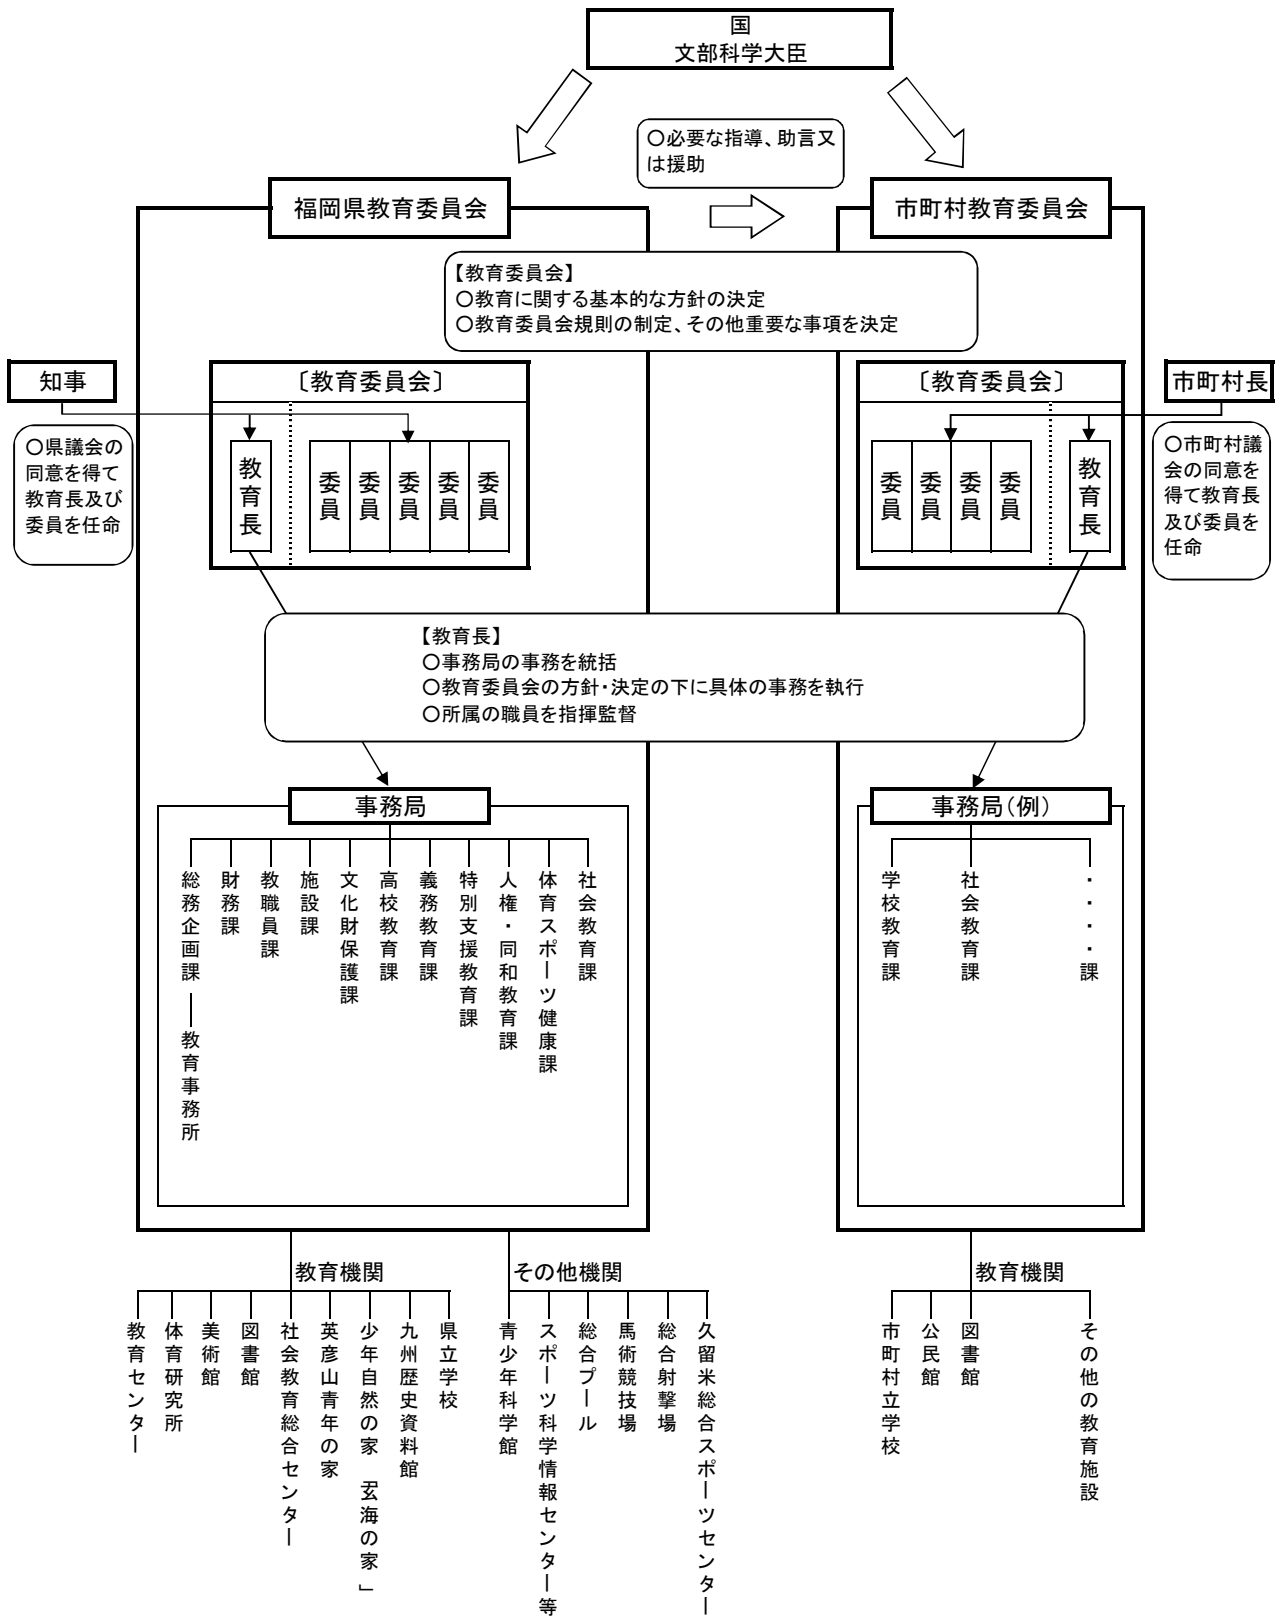 国
文部科学大臣
○必要な指導、助言又
は援助
福岡県教育委員会
市町村教育委員会
【教育委員会】
○教育に関する基本的な方針の決定
○教育委員会規則の制定、その他重要な事項を決定
知事
〔教育委員会〕
〔教育委員会〕
市町村長
○県議会の
同意を得て
教育長及び
委員を任命
教育長
委員
委員
委員
委員
委員
委員
委員
委員
委員
教育長
○市町村議
会の同意を
得て教育長
及び委員を
任命
【教育長】
○事務局の事務を統括
○教育委員会の方針・決定の下に具体の事務を執行
○所属の職員を指揮監督
事務局
総務企画課
教育事務所
財務課
教職員課
施設課
文化財保護課
高校教育課
義務教育課
特別支援教育課
人権・同和教育課
体育スポーツ健康課
社会教育課
事務局(例)
学校教育課
社会教育課
・・・・課
教育機関
教育センター
体育研究所
美術館
図書館
社会教育総合センター
英彦山青年の家
少年自然の家「玄海の家」
九州歴史資料館
県立学校
その他機関
青少年科学館
スポーツ科学情報センター等
総合プール
馬術競技場
総合射撃場
久留米総合スポーツセンター
教育機関
市町村立学校
公民館
図書館
その他の教育施設